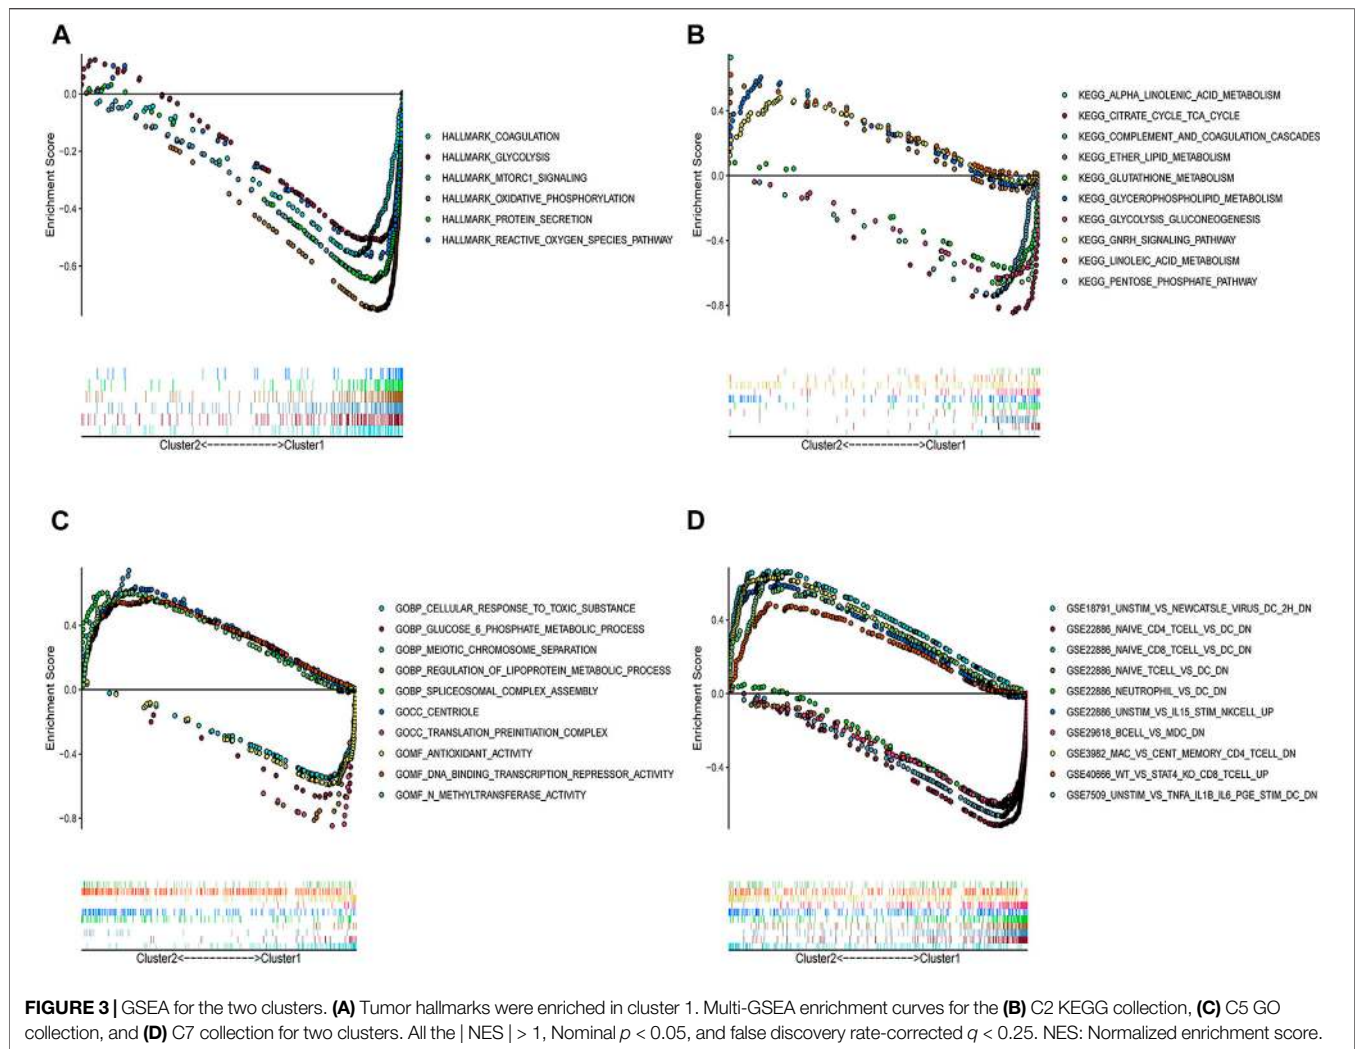 A
0.0
−0.2
−0.4
−0.6
Enrichment Score
HALLMARK_COAGULATION
HALLMARK_GLYCOLYSIS
HALLMARK_MTORC1_SIGNALING
HALLMARK_OXIDATIVE_PHOSPHORYLATION
HALLMARK_PROTEIN_SECRETION
HALLMARK_REACTIVE_OXYGEN_SPECIES_PATHWAY
Cluster2<------------>Cluster1
B
0.4
0.0
−0.4
−0.8
Enrichment Score
KEGG_ALPHA_LINOLENIC_ACID_METABOLISM
KEGG_CITRATE_CYCLE_TCA_CYCLE
KEGG_COMPLEMENT_AND_COAGULATION_CASCADES
KEGG_ETHER_LIPID_METABOLISM
KEGG_GLUTATHIONE_METABOLISM
KEGG_GLYCEROPHOSPHOLIPID_METABOLISM
KEGG_GLYCOLYSIS_GLUCONEOGENESIS
KEGG_GNRH_SIGNALING_PATHWAY
KEGG_LINOLEIC_ACID_METABOLISM
KEGG_PENTOSE_PHOSPHATE_PATHWAY
Cluster2<------------>Cluster1
C
0.4
0.0
−0.4
−0.8
Enrichment Score
GOBP_CELLULAR_RESPONSE_TO_TOXIC_SUBSTANCE
GOBP_GLUCOSE_6_PHOSPHATE_METABOLIC_PROCESS
GOBP_MEIOTIC_CHROMOSOME_SEPARATION
GOBP_REGULATION_OF_LIPOPROTEIN_METABOLIC_PROCESS
GOBP_SPLICEOSOMAL_COMPLEX_ASSEMBLY
GOCC_CENTRIOLE
GOCC_TRANSLATION_PREINITIATION_COMPLEX
GOMF_ANTIOXIDANT_ACTIVITY
GOMF_DNA_BINDING_TRANSCRIPTION_REPRESSOR_ACTIVITY
GOMF_N_METHYLTRANSFERASE_ACTIVITY
Cluster2<------------>Cluster1
D
0.4
0.0
−0.4
Enrichment Score
GSE18791_UNSTIM_VS_NEWCATSLE_VIRUS_DC_2H_DN
GSE22886_NAIVE_CD4_TCELL_VS_DC_DN
GSE22886_NAIVE_CD8_TCELL_VS_DC_DN
GSE22886_NAIVE_TCELL_VS_DC_DN
GSE22886_NEUTROPHIL_VS_DC_DN
GSE22886_UNSTIM_VS_IL15_STIM_NKCELL_UP
GSE29618_BCELL_VS_MDC_DN
GSE3982_MAC_VS_CENT_MEMORY_CD4_TCELL_DN
GSE40666_WT_VS_STAT4_KO_CD8_TCELL_UP
GSE7509_UNSTIM_VS_TNFA_IL1B_IL6_PGE_STIM_DC_DN
Cluster2<------------>Cluster1
FIGURE 3 | GSEA for the two clusters. (A) Tumor hallmarks were enriched in cluster 1. Multi-GSEA enrichment curves for the (B) C2 KEGG collection, (C) C5 GO
collection, and (D) C7 collection for two clusters. All the | NES | > 1, Nominal p < 0.05, and false discovery rate-corrected q < 0.25. NES: Normalized enrichment score.